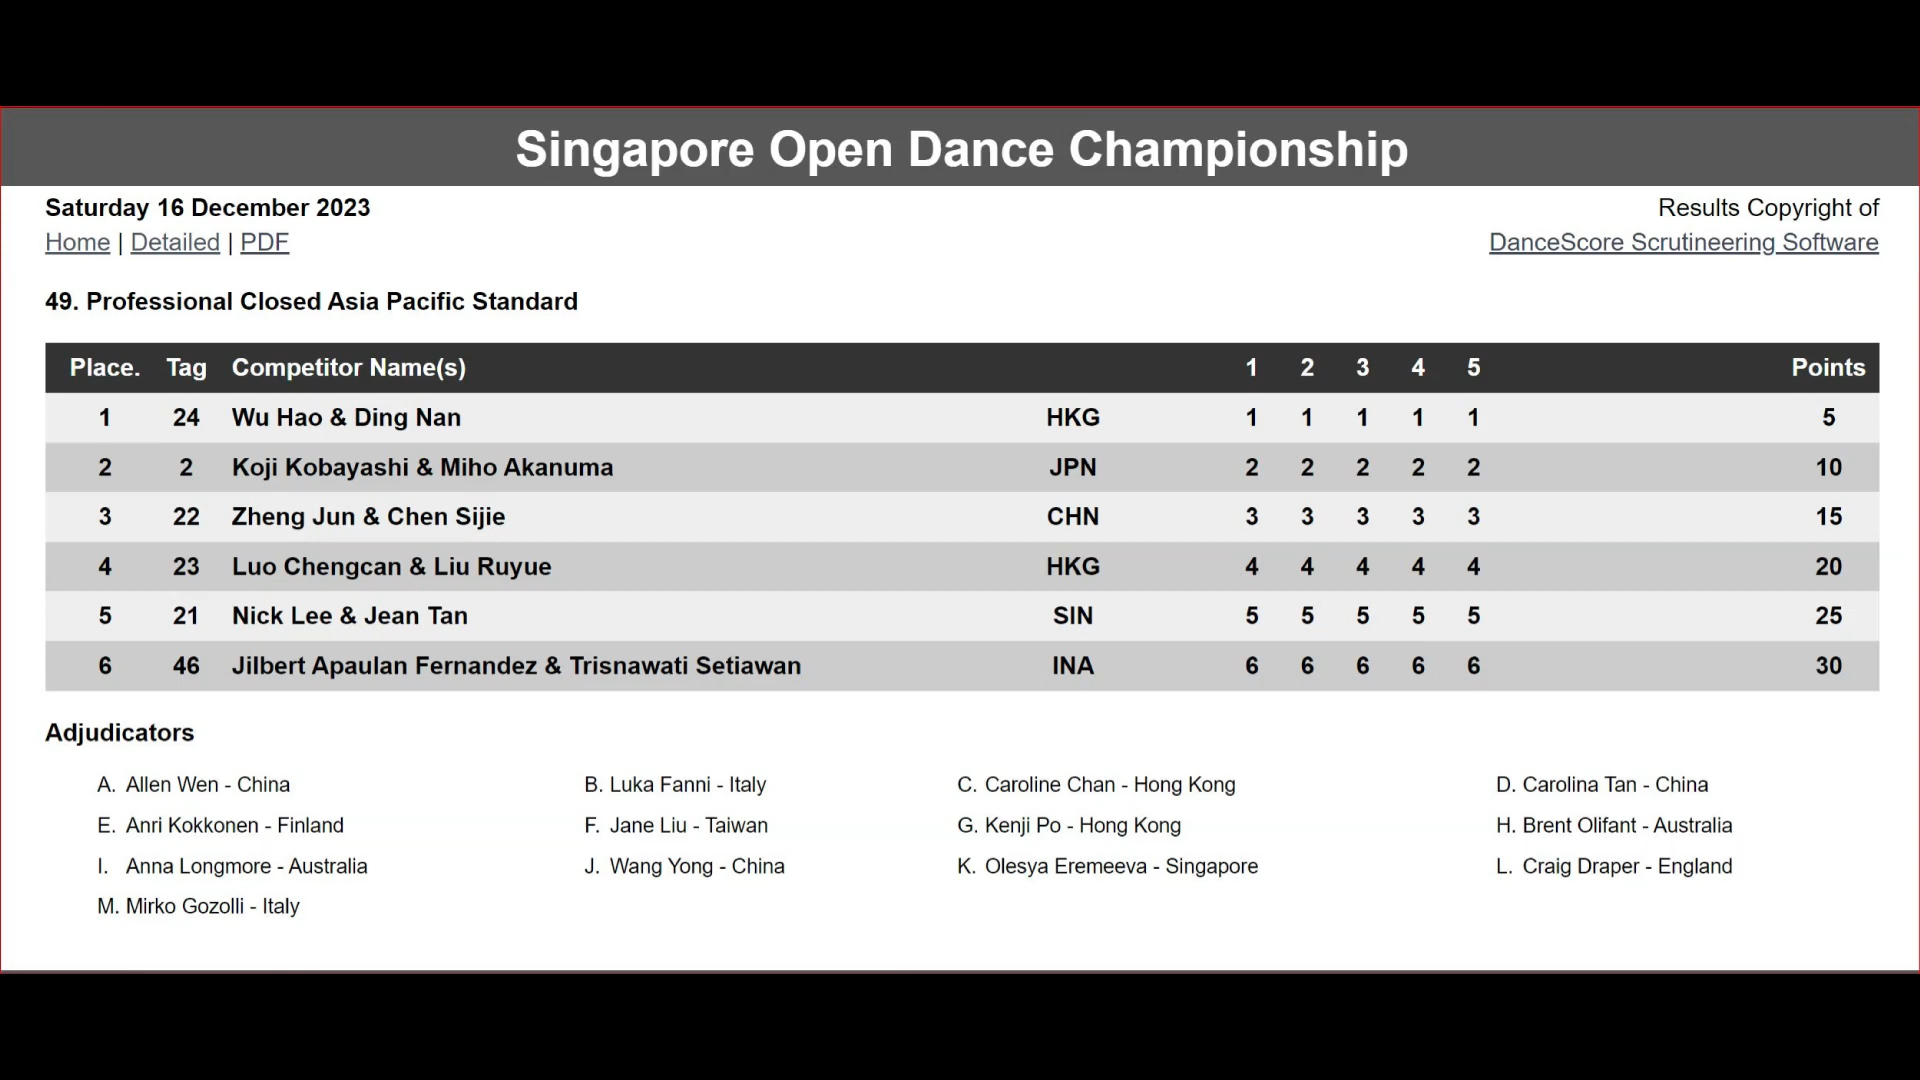 Singapore Open Dance Championship
Saturday 16 December 2023
Results Copyright of
Home | Detailed | PDF
DanceScore Scrutineering Software
49. Professional Closed Asia Pacific Standard
Place. Tag Competitor Name(s) 1 2 3 4 5 Points
1 24 Wu Hao & Ding Nan HKG 1 1 1 1 1 5
2 2 Koji Kobayashi & Miho Akanuma JPN 2 2 2 2 2 10
3 22 Zheng Jun & Chen Sijie CHN 3 3 3 3 3 15
4 23 Luo Chengcan & Liu Ruyue HKG 4 4 4 4 4 20
5 21 Nick Lee & Jean Tan SIN 5 5 5 5 5 25
6 46 Jilbert Apaulan Fernandez & Trisnawati Setiawan INA 6 6 6 6 6 30
Adjudicators
A. Allen Wen - China B. Luka Fanni - Italy C. Caroline Chan - Hong Kong D. Carolina Tan - China
E. Anri Kokkonen - Finland F. Jane Liu - Taiwan G. Kenji Po - Hong Kong H. Brent Olifant - Australia
I. Anna Longmore - Australia J. Wang Yong - China K. Olesya Eremeeva - Singapore L. Craig Draper - England
M. Mirko Gozolli - Italy